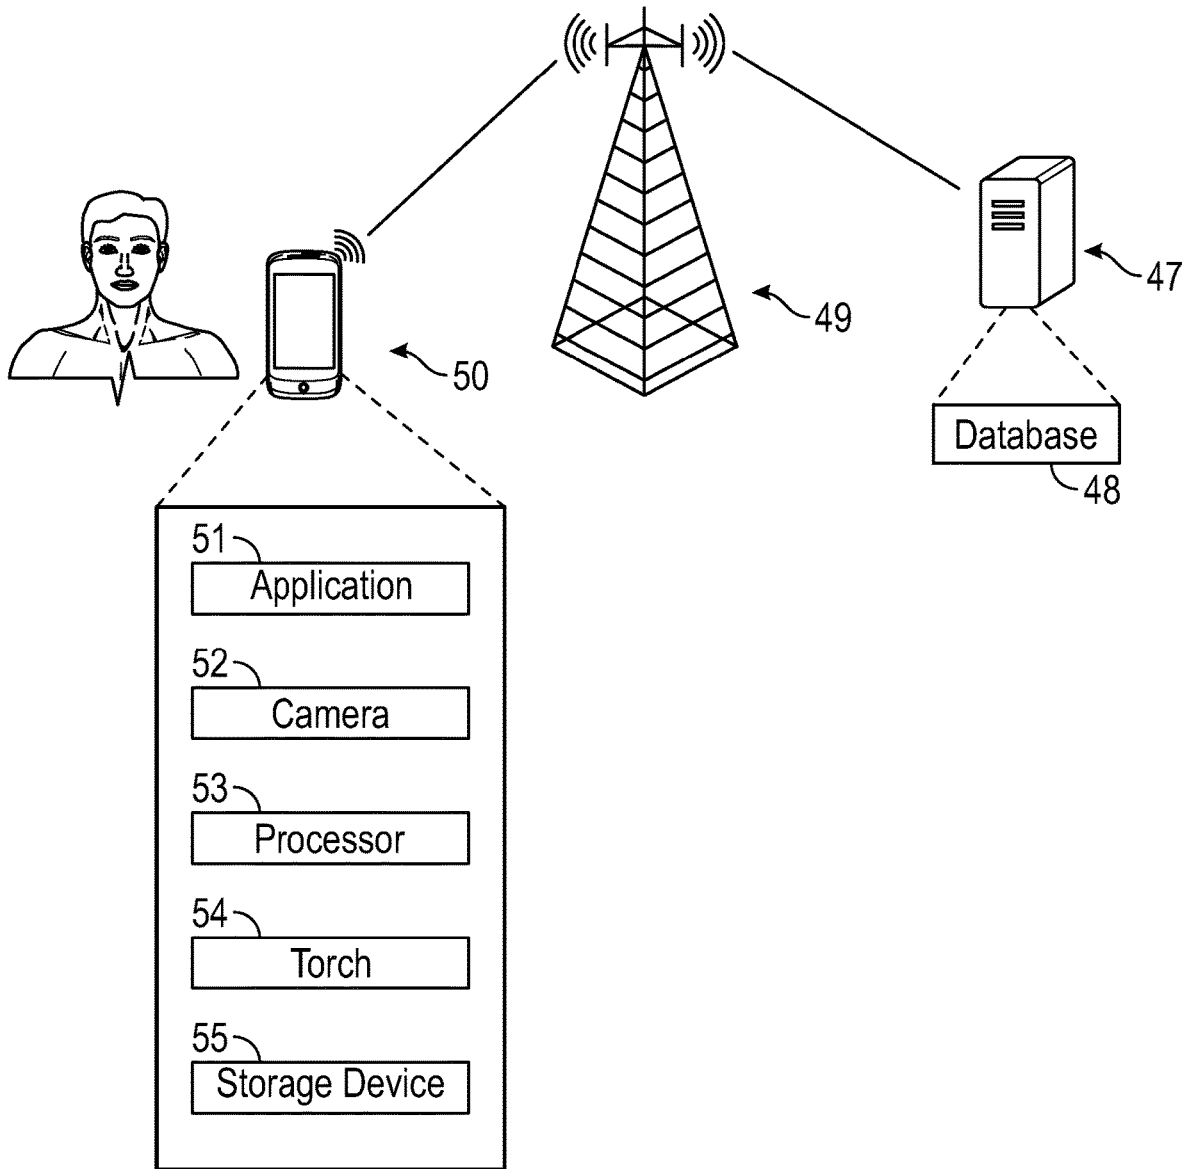 47
49
50
Database
48
51
Application
52
Camera
53
Processor
54
Torch
55
Storage Device